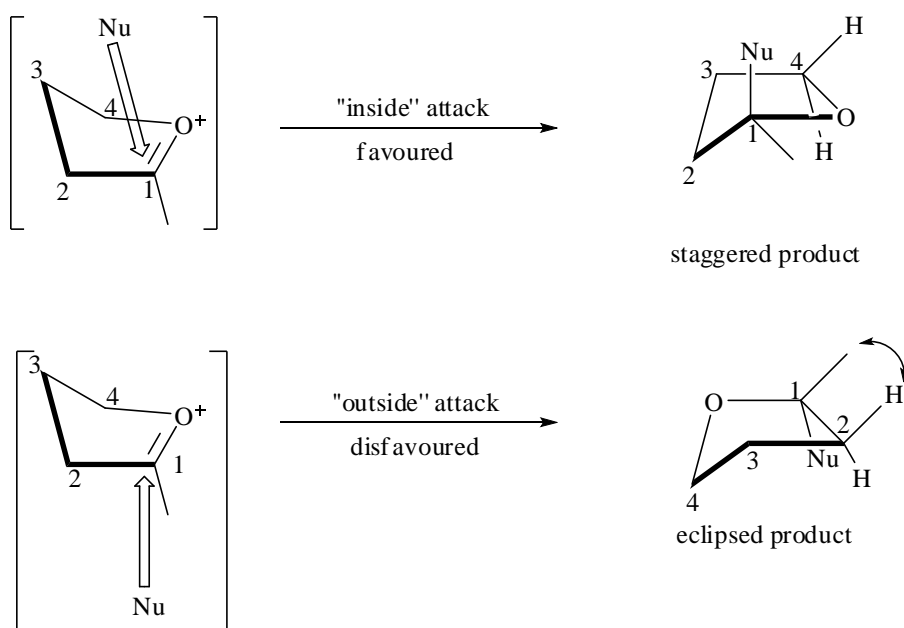 Nu
3
4
O+
2
1
"inside" attack
favoured
H
Nu
4
3
O
1
H
2
staggered product
3
4
O+
2
1
Nu
"outside" attack
disfavoured
1
H
O
2
3
Nu
H
4
eclipsed product